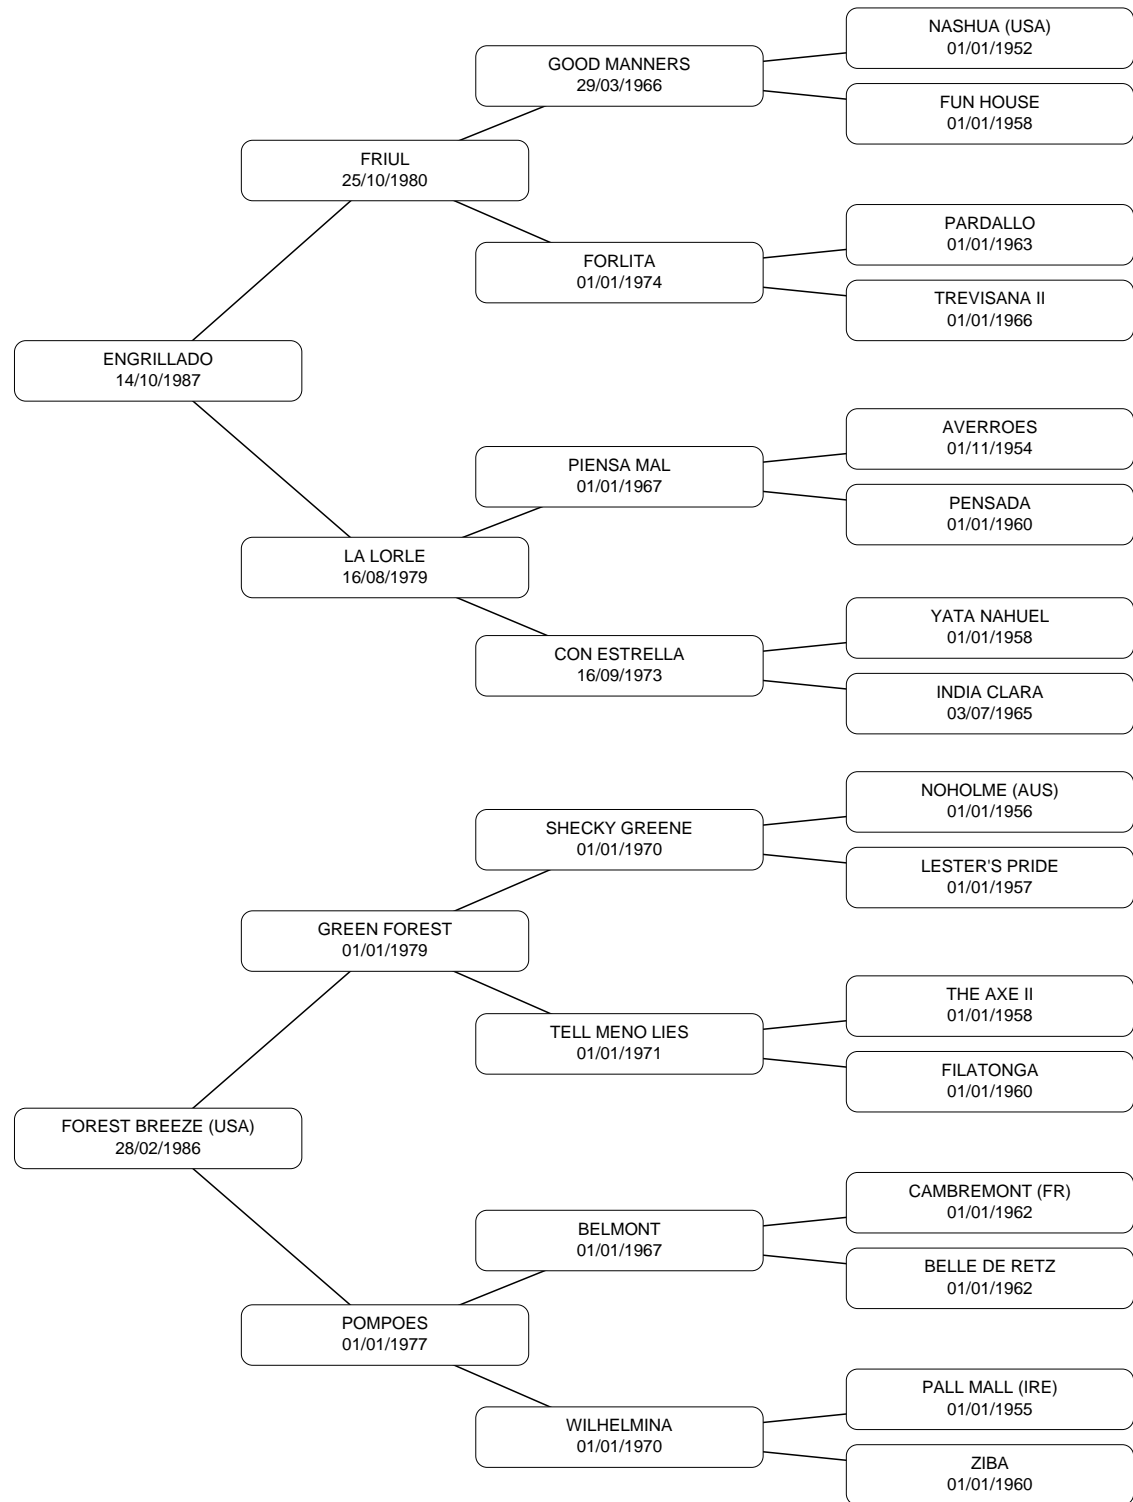 NASHUA (USA)
01/01/1952
GOOD MANNERS
29/03/1966
FUN HOUSE
01/01/1958
FRIUL
25/10/1980
PARDALLO
01/01/1963
FORLITA
01/01/1974
TREVISANA II
01/01/1966
ENGRILLADO
14/10/1987
AVERROES
01/11/1954
PIENSA MAL
01/01/1967
PENSADA
01/01/1960
LA LORLE
16/08/1979
YATA NAHUEL
01/01/1958
CON ESTRELLA
16/09/1973
INDIA CLARA
03/07/1965
NOHOLME (AUS)
01/01/1956
SHECKY GREENE
01/01/1970
LESTER'S PRIDE
01/01/1957
GREEN FOREST
01/01/1979
THE AXE II
01/01/1958
TELL MENO LIES
01/01/1971
FILATONGA
01/01/1960
FOREST BREEZE (USA)
28/02/1986
CAMBREMONT (FR)
01/01/1962
BELMONT
01/01/1967
BELLE DE RETZ
01/01/1962
POMPOES
01/01/1977
PALL MALL (IRE)
01/01/1955
WILHELMINA
01/01/1970
ZIBA
01/01/1960